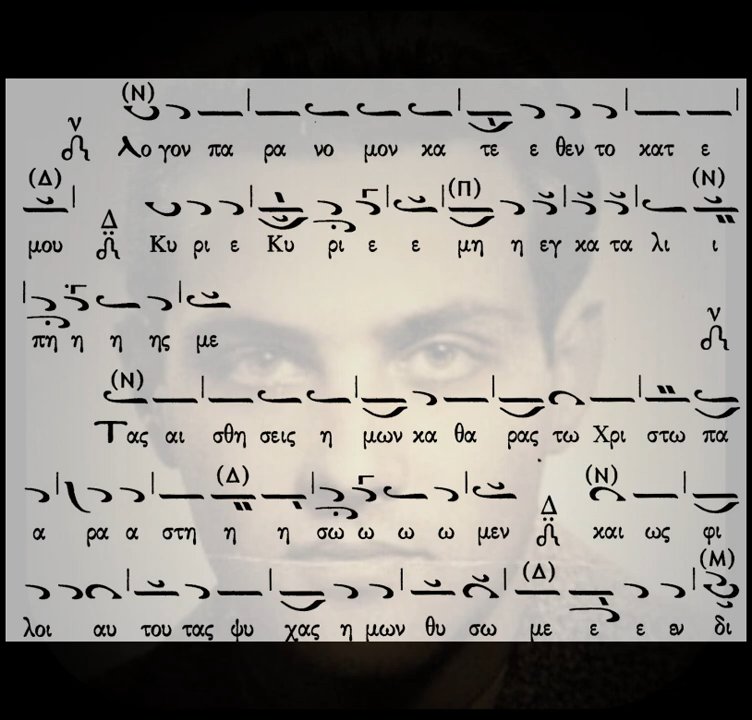 (Ν)
ν
Λο γον πα ρα νο μον κα τε ε θεν το κατ ε
(Δ) (Π) (Ν)
μου Δ Κυ ρι ε Κυ ρι ε ε μη η εγ κα τα λι ι
πη η η ης με ν
(Ν)
Τας αι σθη σεις η μων κα θα ρας τω Χρι στω πα
(Δ) (Ν)
α ρα α στη η η σω ω ω ω μεν Δ και ως φι
(Δ) (Μ)
λοι αυ του τας ψυ χας η μων θυ σω με ε ε εν δι